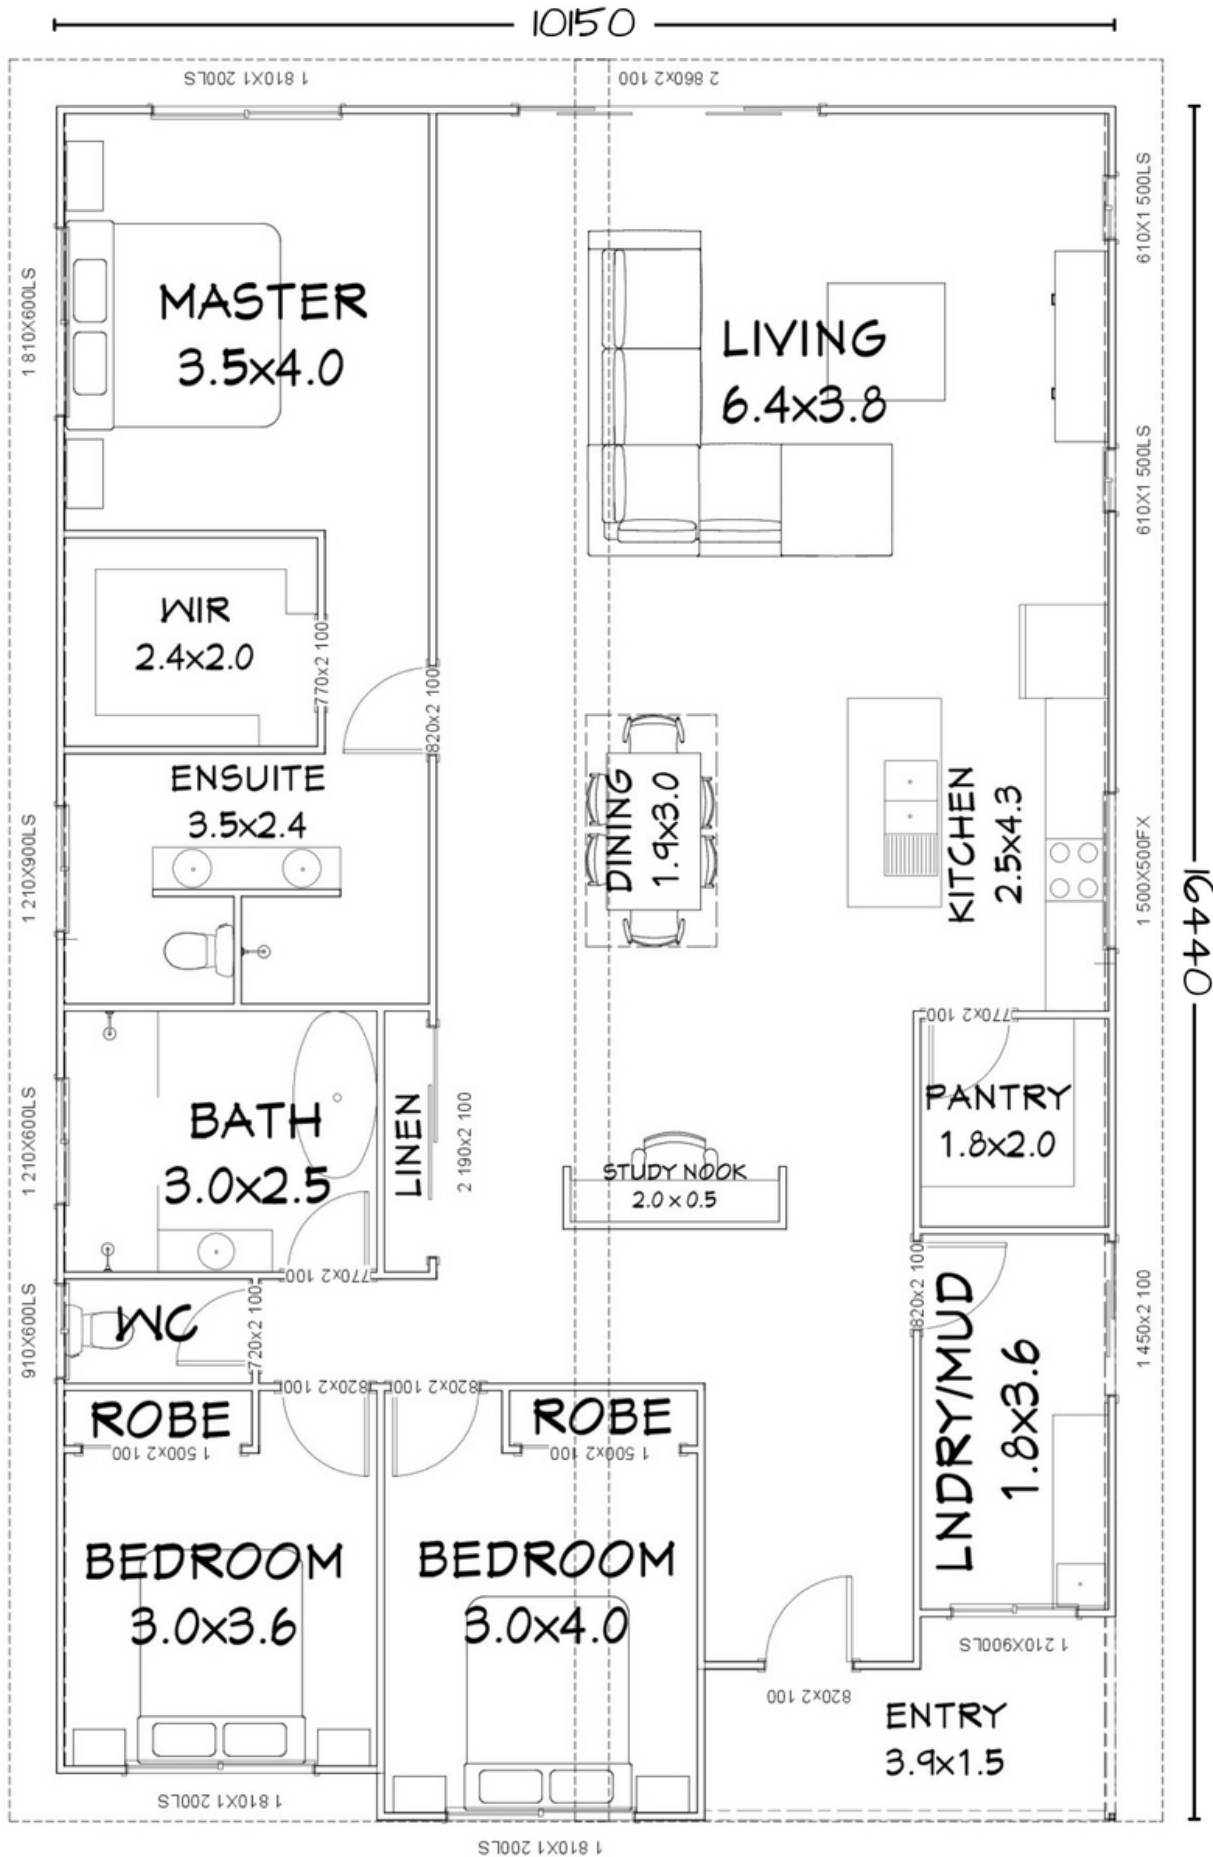 10150
1 810X1 200LS
2 860x2 100
610X1 500LS
1 810X600LS
MASTER
3.5x4.0
LIVING
6.4x3.8
610X1 500LS
WIR
2.4x2.0
770x2 100
820x2 100
ENSUITE
3.5x2.4
DINING
1.9x3.0
KITCHEN
2.5x4.3
1 210X900LS
1 500X500FX
16440
770x2 100
1 210X600LS
BATH
3.0x2.5
LINEN
2 190x2 100
PANTRY
1.8x2.0
STUDY NOOK
2.0 x 0.5
770x2 100
820x2 100
910X600LS
WC
720x2 100
LNDRY/MUD
1.8x3.6
1 450x2 100
820x2 100
820x2 100
ROBE
1 500x2 100
ROBE
1 500x2 100
BEDROOM
3.0x3.6
BEDROOM
3.0x4.0
1 210X900LS
820x2 100
ENTRY
3.9x1.5
1 810X1 200LS
1 810X1 200LS